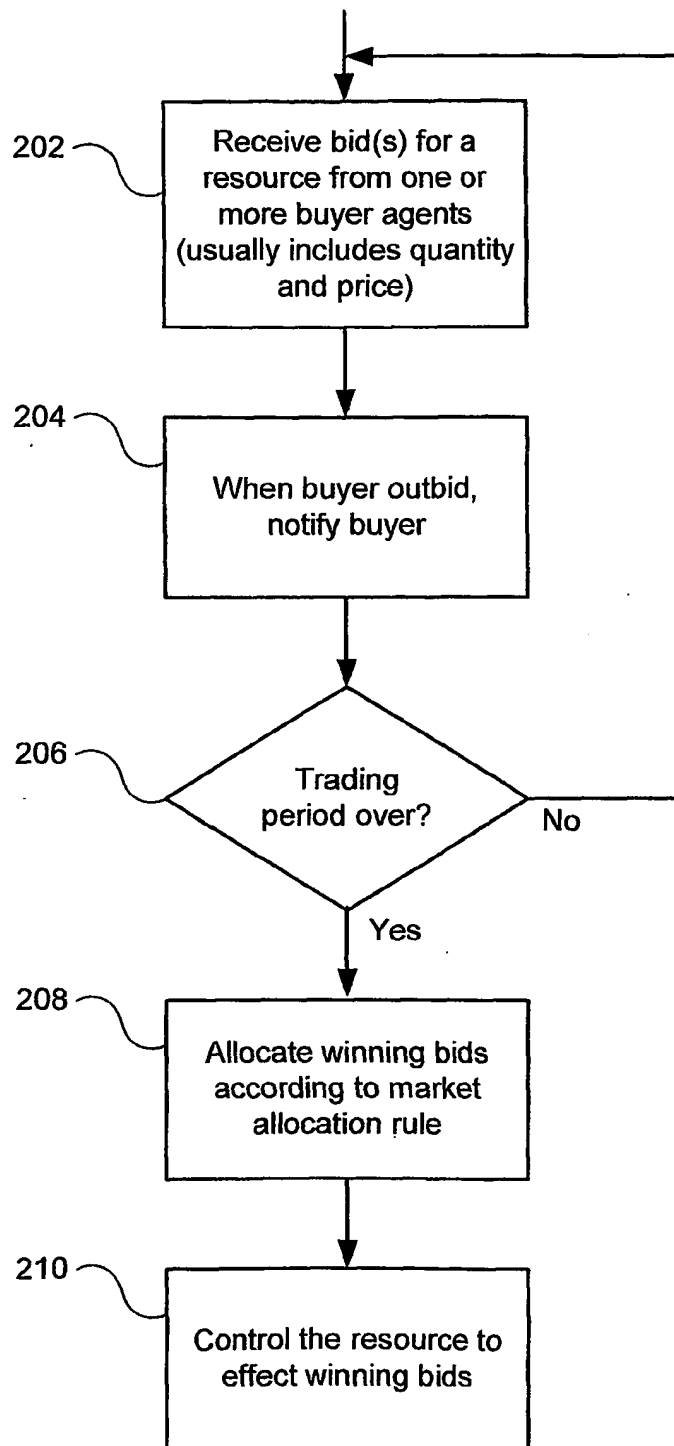 202
Receive bid(s) for a
resource from one or
more buyer agents
(usually includes quantity
and price)
204
When buyer outbid,
notify buyer
206
Trading
period over?
No
Yes
208
Allocate winning bids
according to market
allocation rule
210
Control the resource to
effect winning bids